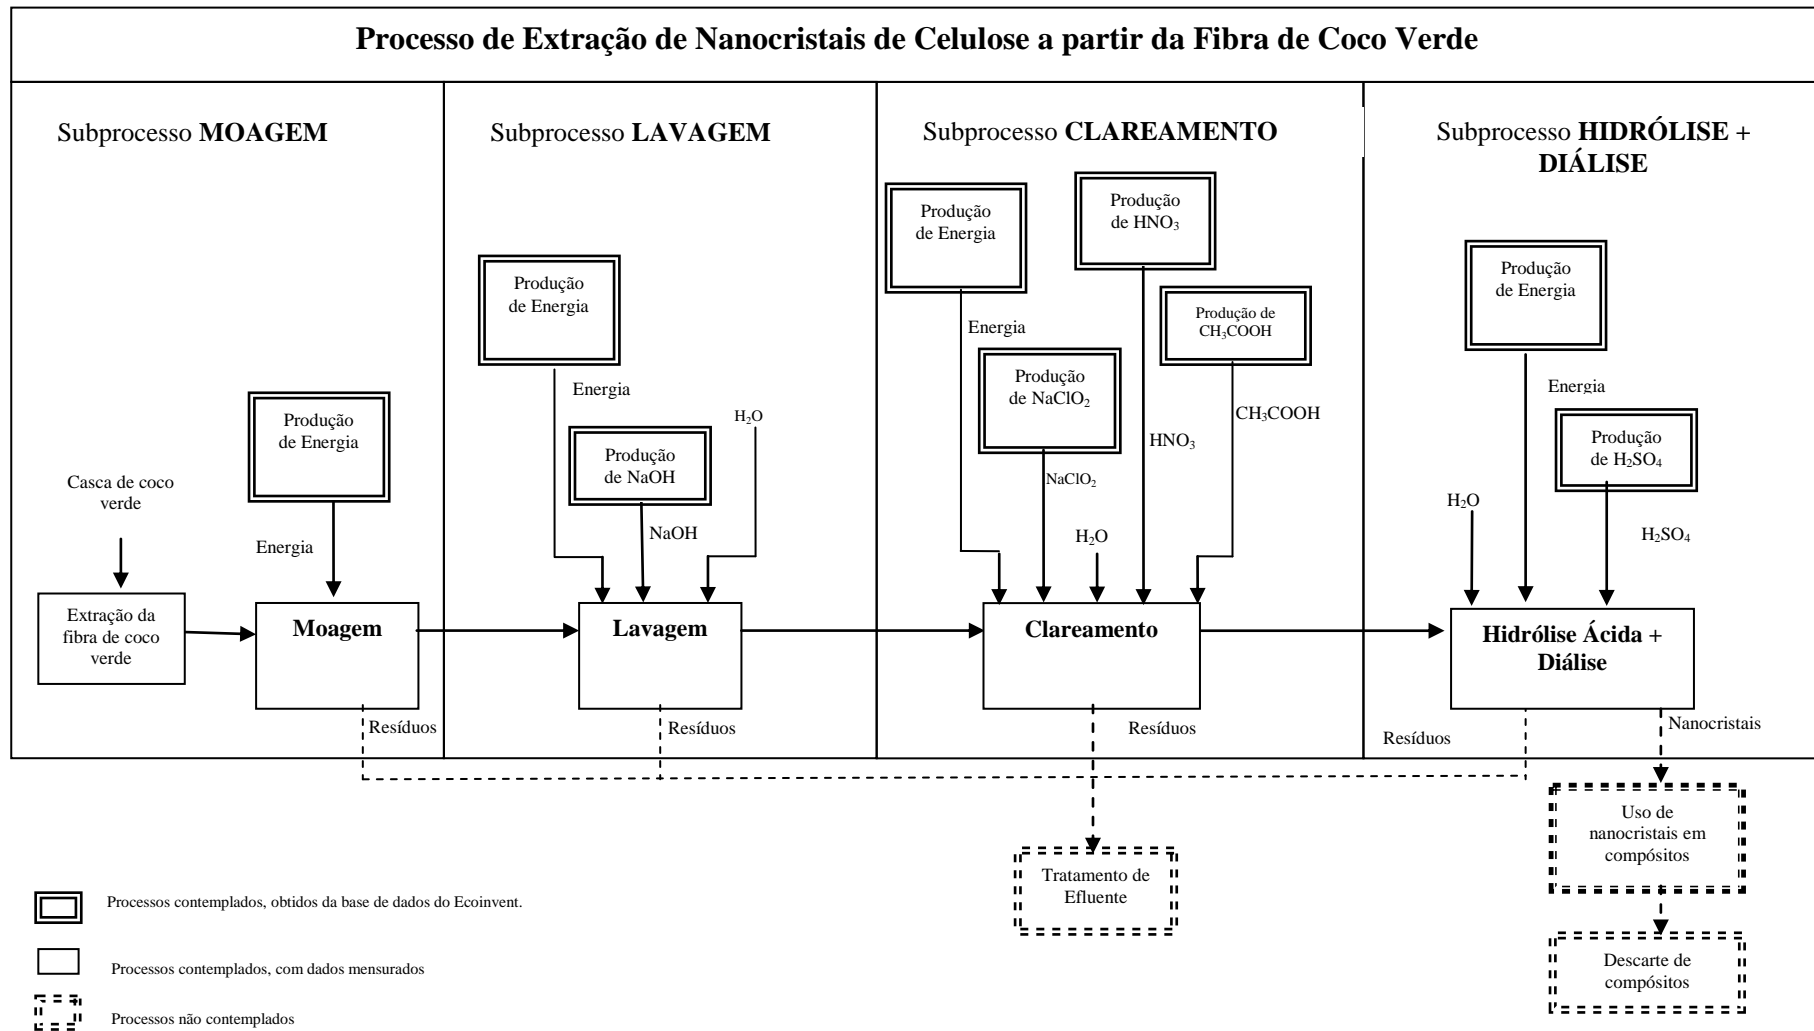 Processo de Extração de Nanocristais de Celulose a partir da Fibra de Coco Verde
Subprocesso MOAGEM
Produção
de Energia
Casca de coco
verde
Energia
Extração da
fibra de coco
verde
Moagem
Resíduos
Subprocesso LAVAGEM
Produção
de Energia
Energia
H₂O
Produção
de NaOH
NaOH
Lavagem
Resíduos
Subprocesso CLAREAMENTO
Produção
de Energia
Produção
de HNO₃
Produção de
CH₃COOH
Energia
Produção
de NaClO₂
CH₃COOH
HNO₃
NaClO₂
H₂O
Clareamento
Resíduos
Subprocesso HIDRÓLISE +
DIÁLISE
Produção
de Energia
Energia
Produção
de H₂SO₄
H₂O
H₂SO₄
Hidrólise Ácida +
Diálise
Resíduos
Nanocristais
Uso de
nanocristais em
compósitos
Tratamento de
Efluente
Descarte de
compósitos
Processos contemplados, obtidos da base de dados do Ecoinvent.
Processos contemplados, com dados mensurados
Processos não contemplados